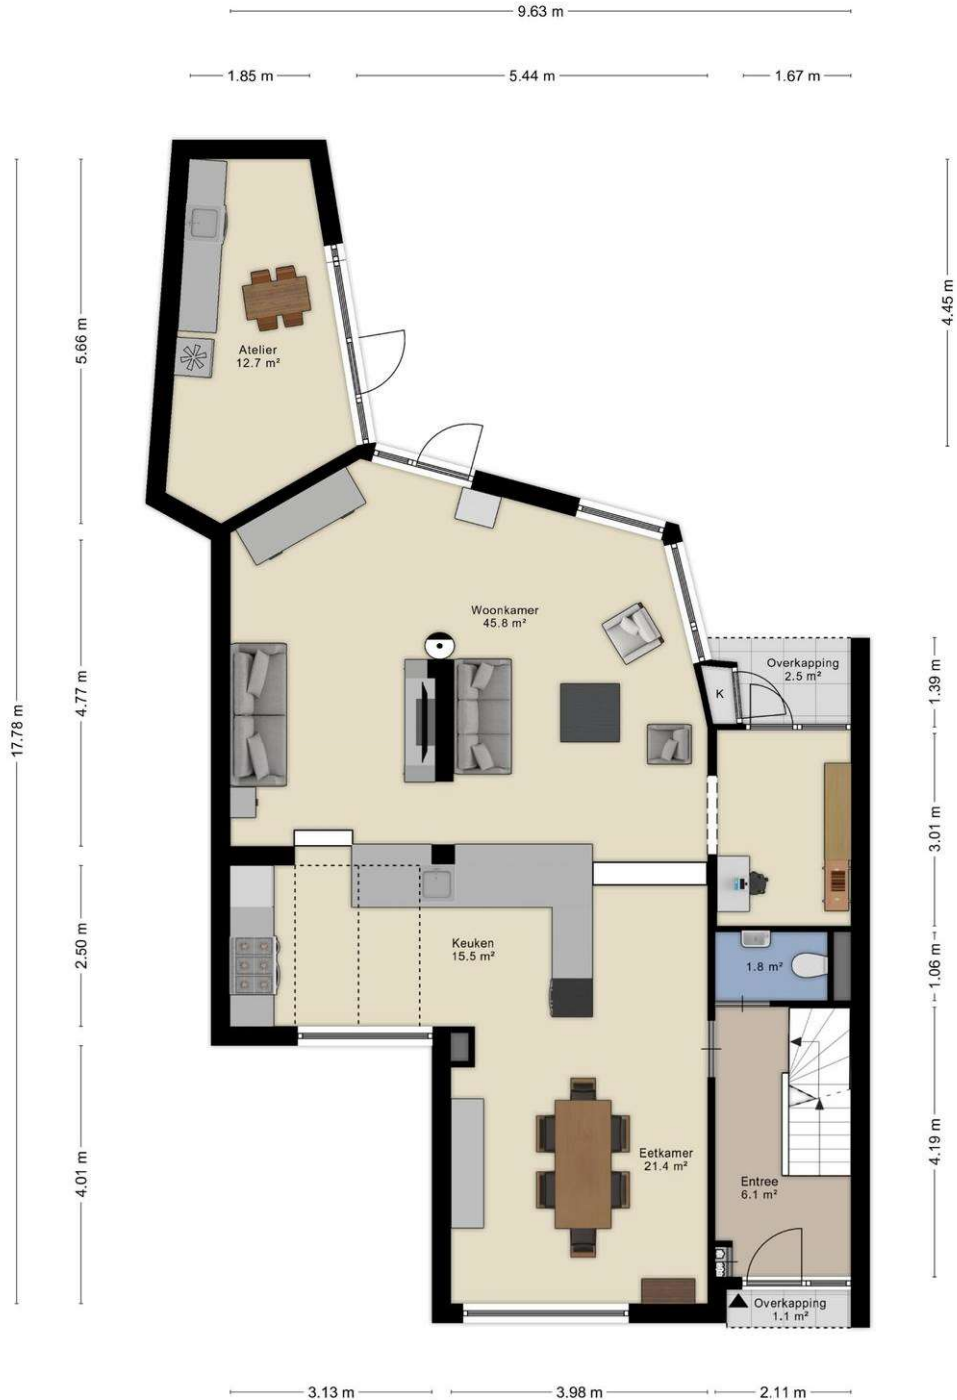 9.63 m
1.85 m
5.44 m
1.67 m
17.78 m
5.66 m
4.77 m
2.50 m
4.01 m
4.45 m
1.39 m
3.01 m
1.06 m
4.19 m
Atelier
12.7 m²
Woonkamer
45.8 m²
Overkapping
2.5 m²
K
Keuken
15.5 m²
1.8 m²
Eetkamer
21.4 m²
Entree
6.1 m²
Overkapping
1.1 m²
3.13 m
3.98 m
2.11 m